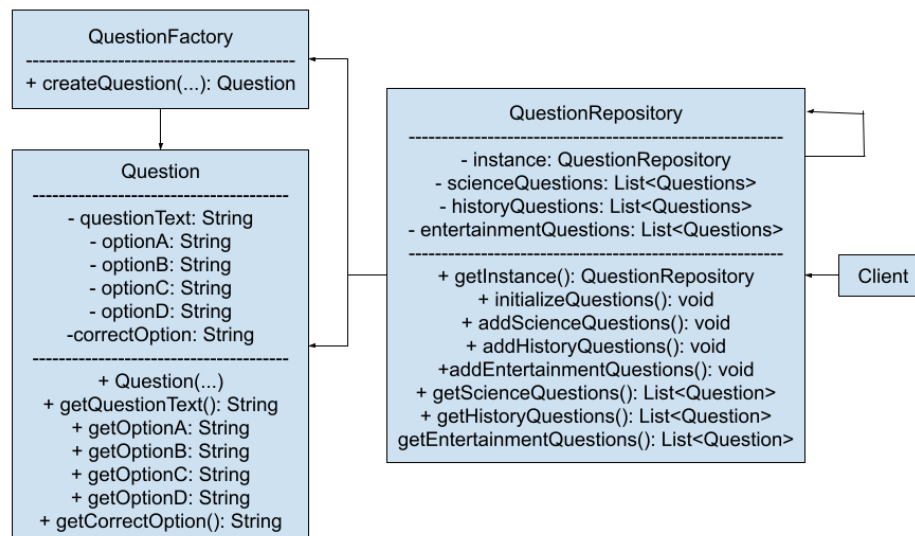 QuestionFactory
+ createQuestion(...): Question
Question
- questionText: String
- optionA: String
- optionB: String
- optionC: String
- optionD: String
-correctOption: String
+ Question(...)
+ getQuestionText(): String
+ getOptionA: String
+ getOptionB: String
+ getOptionC: String
+ getOptionD: String
+ getCorrectOption(): String
QuestionRepository
- instance: QuestionRepository
- scienceQuestions: List<Questions>
- historyQuestions: List<Questions>
- entertainmentQuestions: List<Questions>
+ getInstance(): QuestionRepository
+ initializeQuestions(): void
+ addScienceQuestions(): void
+ addHistoryQuestions(): void
+addEntertainmentQuestions(): void
+ getScienceQuestions(): List<Question>
+ getHistoryQuestions(): List<Question>
getEntertainmentQuestions(): List<Question>
Client